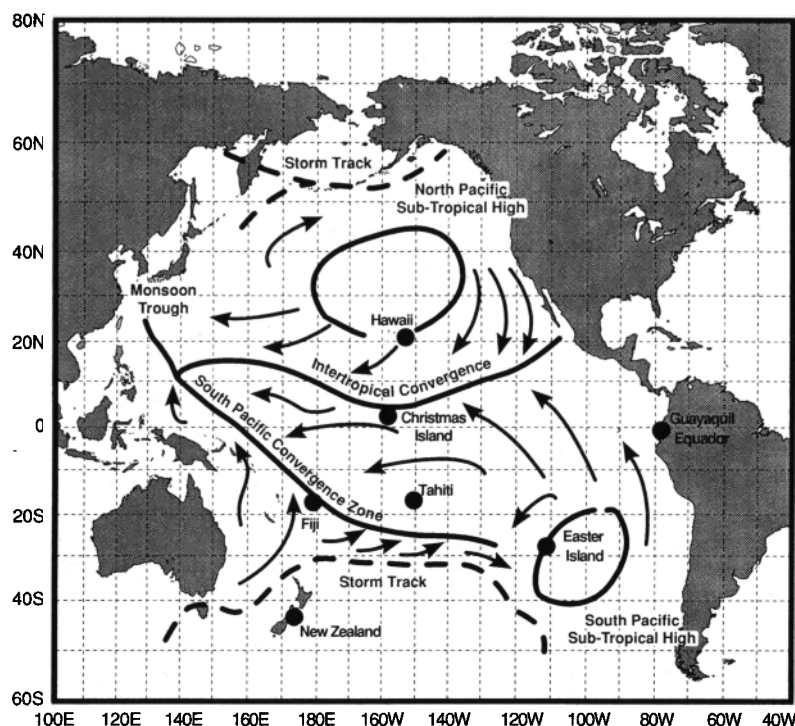 80N
60N
40N
20N
0
20S
40S
60S
Storm Track
North Pacific
Sub-Tropical High
Monsoon
Trough
Hawaii
Intertropical Convergence
South Pacific Convergence Zone
Christmas
Island
Guayaquil
Equador
Tahiti
Fiji
Easter
Island
Storm Track
New Zealand
South Pacific
Sub-Tropical High
100E 120E 140E 160E 180E 160W 140W 120W 100W 80W 60W 40W